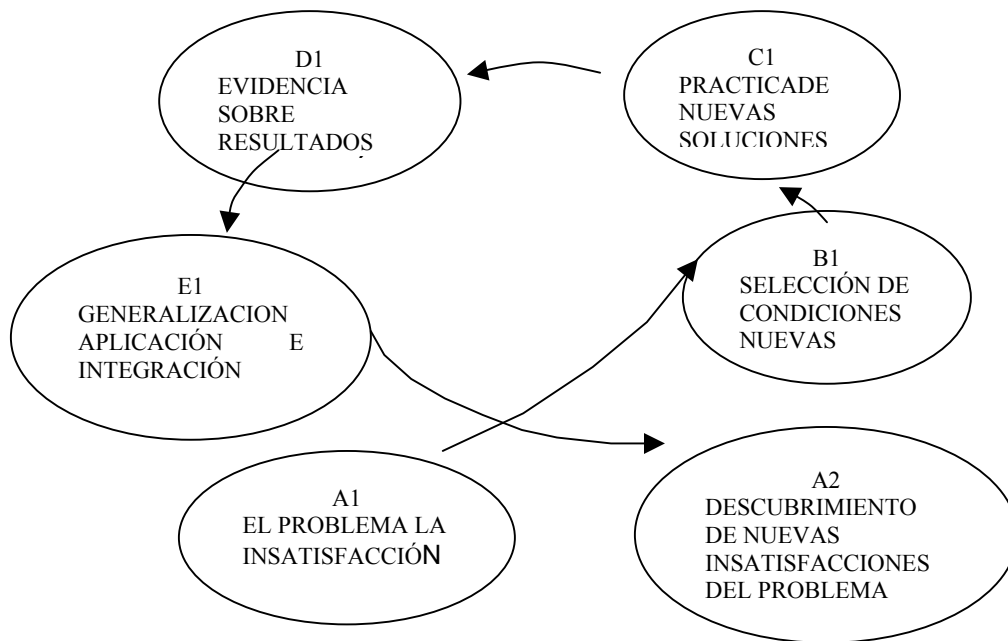 D1
EVIDENCIA
SOBRE
RESULTADOS
C1
PRACTICADE
NUEVAS
SOLUCIONES
E1
GENERALIZACION
APLICACIÓN E
INTEGRACIÓN
B1
SELECCIÓN DE
CONDICIONES
NUEVAS
A1
EL PROBLEMA LA
INSATISFACCIÓN
A2
DESCUBRIMIENTO
DE NUEVAS
INSATISFACCIONES
DEL PROBLEMA